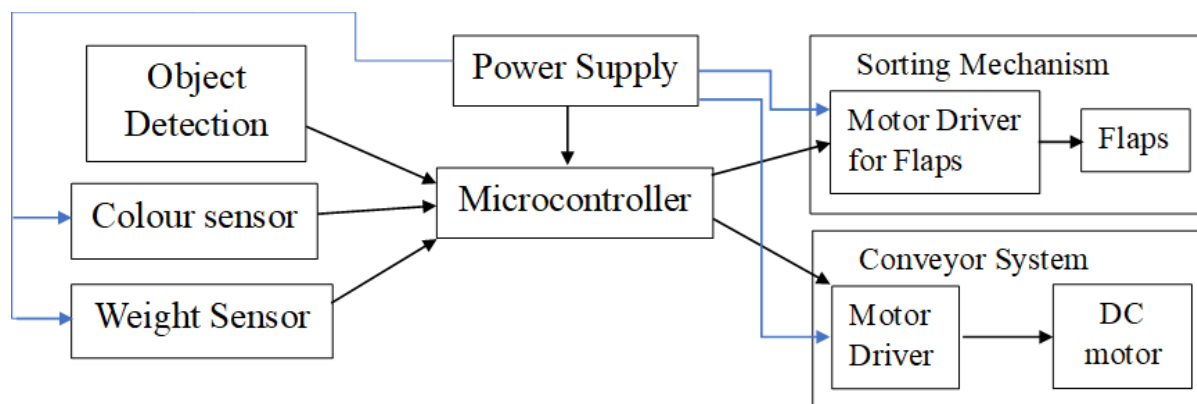 Object
Detection
Power Supply
Sorting Mechanism
Motor Driver
for Flaps
Flaps
Colour sensor
Microcontroller
Weight Sensor
Conveyor System
Motor
Driver
DC
motor